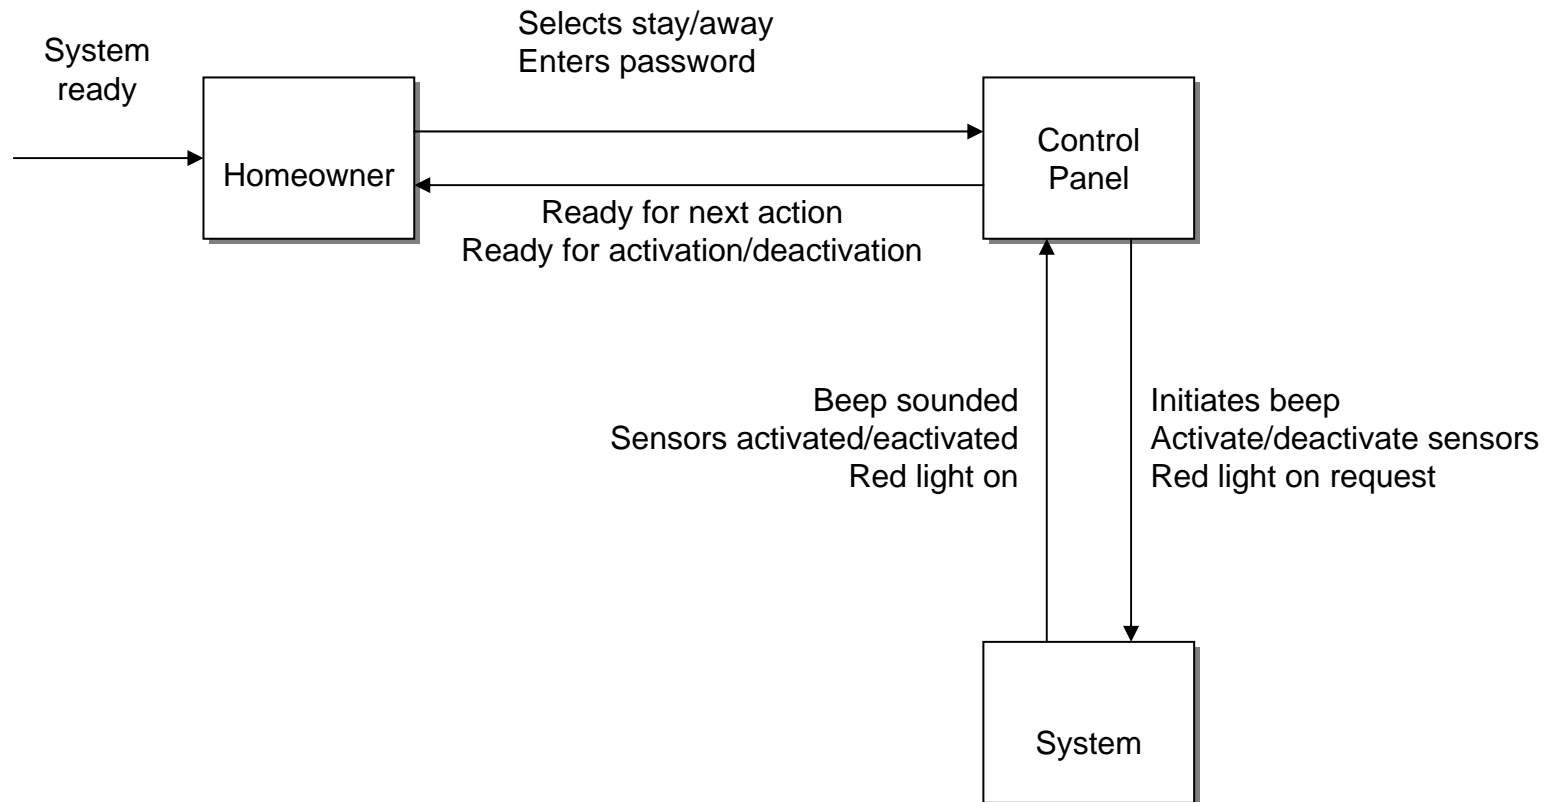 System
ready
Selects stay/away
Enters password
Homeowner
Control
Panel
Ready for next action
Ready for activation/deactivation
Beep sounded
Sensors activated/eactivated
Red light on
Initiates beep
Activate/deactivate sensors
Red light on request
System